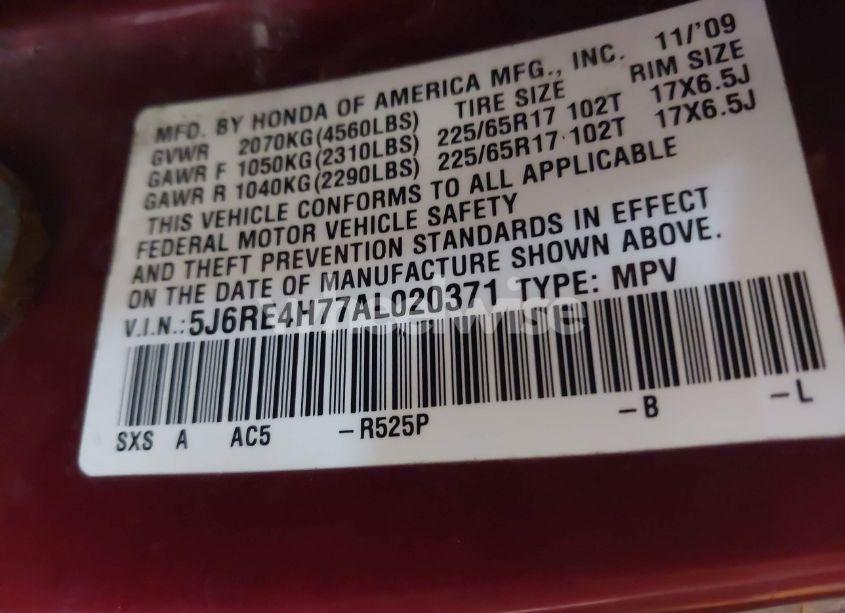 MFD. BY HONDA OF AMERICA MFG., INC. 11/'09
GVWR 2070KG(4560LBS) TIRE SIZE RIM SIZE
GAWR F 1050KG(2310LBS) 225/65R17 102T 17X6.5J
GAWR R 1040KG(2290LBS) 225/65R17 102T 17X6.5J
THIS VEHICLE CONFORMS TO ALL APPLICABLE
FEDERAL MOTOR VEHICLE SAFETY
AND THEFT PREVENTION STANDARDS IN EFFECT
ON THE DATE OF MANUFACTURE SHOWN ABOVE.
V.I.N.: 5J6RE4H77AL020371 TYPE: MPV
SXS A AC5 -R525P -B -L